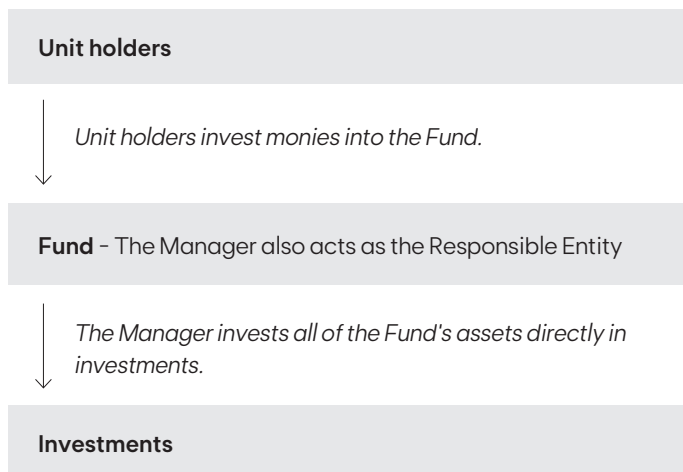 Unit holders
Unit holders invest monies into the Fund.
Fund - The Manager also acts as the Responsible Entity
The Manager invests all of the Fund's assets directly in
investments.
Investments